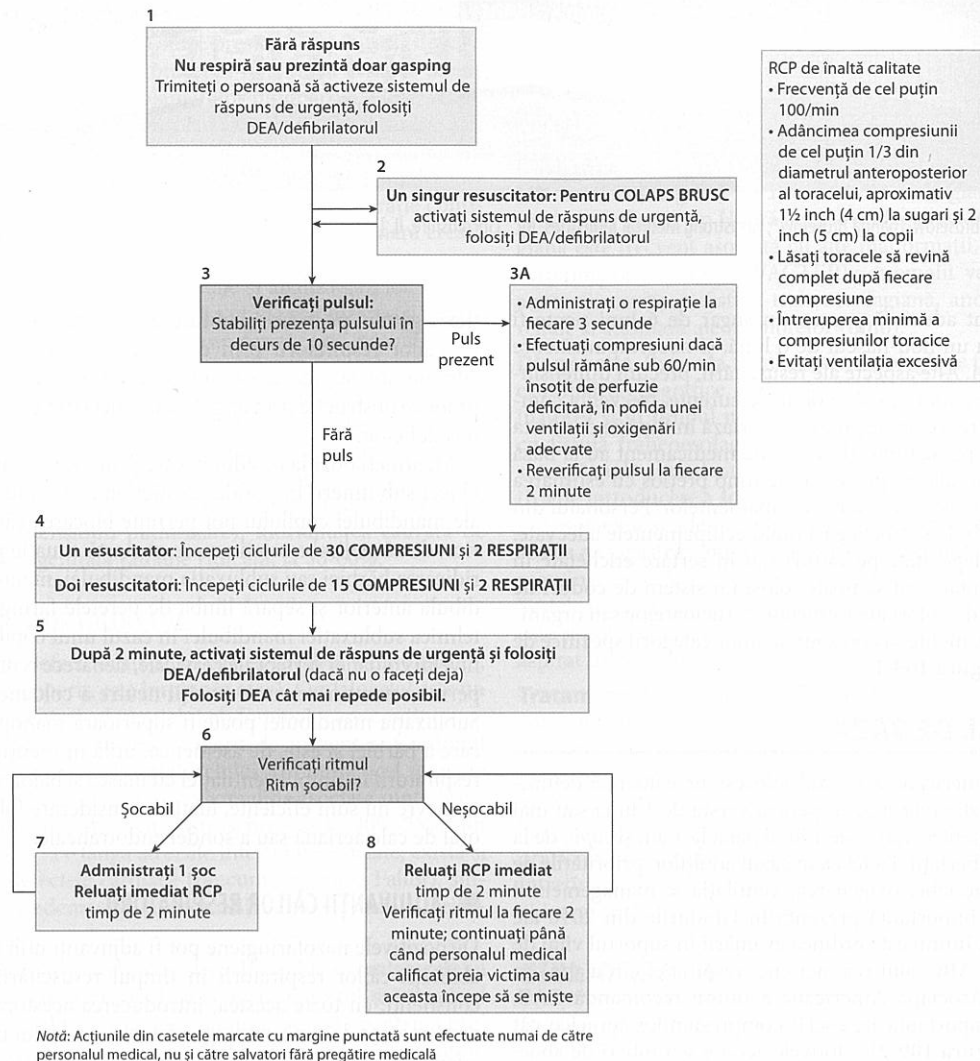 1
Fără răspuns
Nu respiră sau prezintă doar gasping
Trimiteți o persoană să activeze sistemul de
răspuns de urgență, folosiți
DEA/defibrilatorul
RCP de înaltă calitate
• Frecvență de cel puțin
100/min
• Adâncimea compresiunii
de cel puțin 1/3 din
diametrul anteroposterior
al toracelui, aproximativ
1½ inch (4 cm) la sugari și 2
inch (5 cm) la copii
• Lăsați toracele să revină
complet după fiecare
compresiune
• Întreruperea minimă a
compresiunilor toracice
• Evitați ventilația excesivă
2
Un singur resuscitator: Pentru COLAPS BRUSC
activați sistemul de răspuns de urgență,
folosiți DEA/defibrilatorul
3
Verificați pulsul:
Stabiliți prezența pulsului în
decurs de 10 secunde?
Puls
prezent
3A
• Administrați o respirație la
fiecare 3 secunde
• Efectuați compresiuni dacă
pulsul rămâne sub 60/min
însoțit de perfuzie
deficitară, în pofida unei
ventilații și oxigenări
adecvate
• Reverificați pulsul la fiecare
2 minute
Fără
puls
4
Un resuscitator: Începeți ciclurile de 30 COMPRESIUNI și 2 RESPIRAȚII
Doi resuscitatori: Începeți ciclurile de 15 COMPRESIUNI și 2 RESPIRAȚII
5
După 2 minute, activați sistemul de răspuns de urgență și folosiți
DEA/defibrilatorul (dacă nu o faceți deja)
Folosiți DEA cât mai repede posibil.
6
Verificați ritmul
Ritm șocabil?
Șocabil
Neșocabil
7
Administrați 1 șoc
Reluați imediat RCP
timp de 2 minute
8
Reluați RCP imediat
timp de 2 minute
Verificați ritmul la fiecare 2
minute; continuați până
când personalul medical
calificat preia victima sau
aceasta începe să se miște
Notă: Acțiunile din casetele marcate cu margine punctată sunt efectuate numai de către
personalul medical, nu și către salvatori fără pregătire medicală